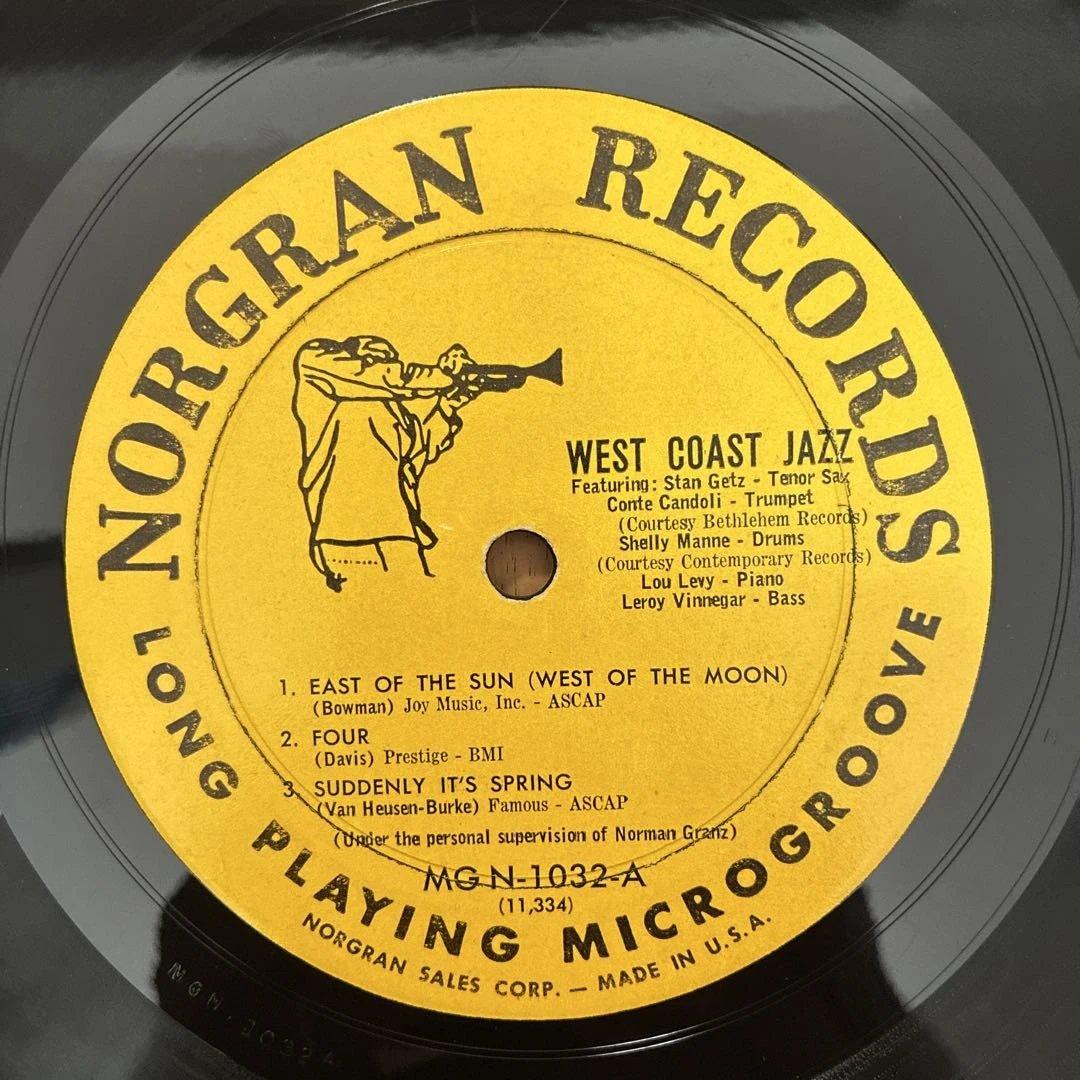 NORGRAN RECORDS
WEST COAST JAZZ
Featuring: Stan Getz - Tenor Sax
Conte Candoli - Trumpet
(Courtesy Bethlehem Records)
Shelly Manne - Drums
(Courtesy Contemporary Records)
Lou Levy - Piano
Leroy Vinnegar - Bass
1. EAST OF THE SUN (WEST OF THE MOON)
(Bowman) Joy Music, Inc. - ASCAP
2. FOUR
(Davis) Prestige - BMI
3. SUDDENLY IT'S SPRING
(Van Heusen-Burke) Famous - ASCAP
(Under the personal supervision of Norman Granz)
MG N-1032-A
(11,334)
LONG PLAYING MICROGROOVE
NORGRAN SALES CORP. — MADE IN U.S.A.